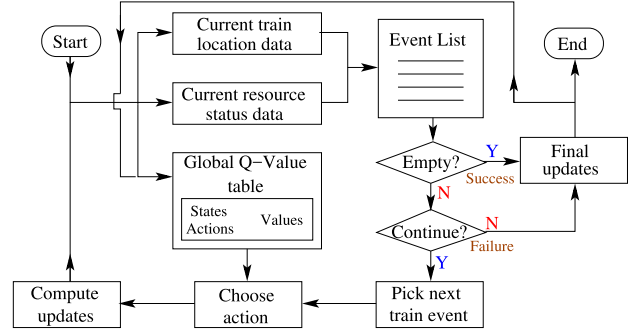 Start
Current train
location data
Current resource
status data
Global Q−Value
table
States
Actions
Values
Event List
Empty?
Y
Success
N
Continue?
N
Failure
Y
End
Final
updates
Compute
updates
Choose
action
Pick next
train event